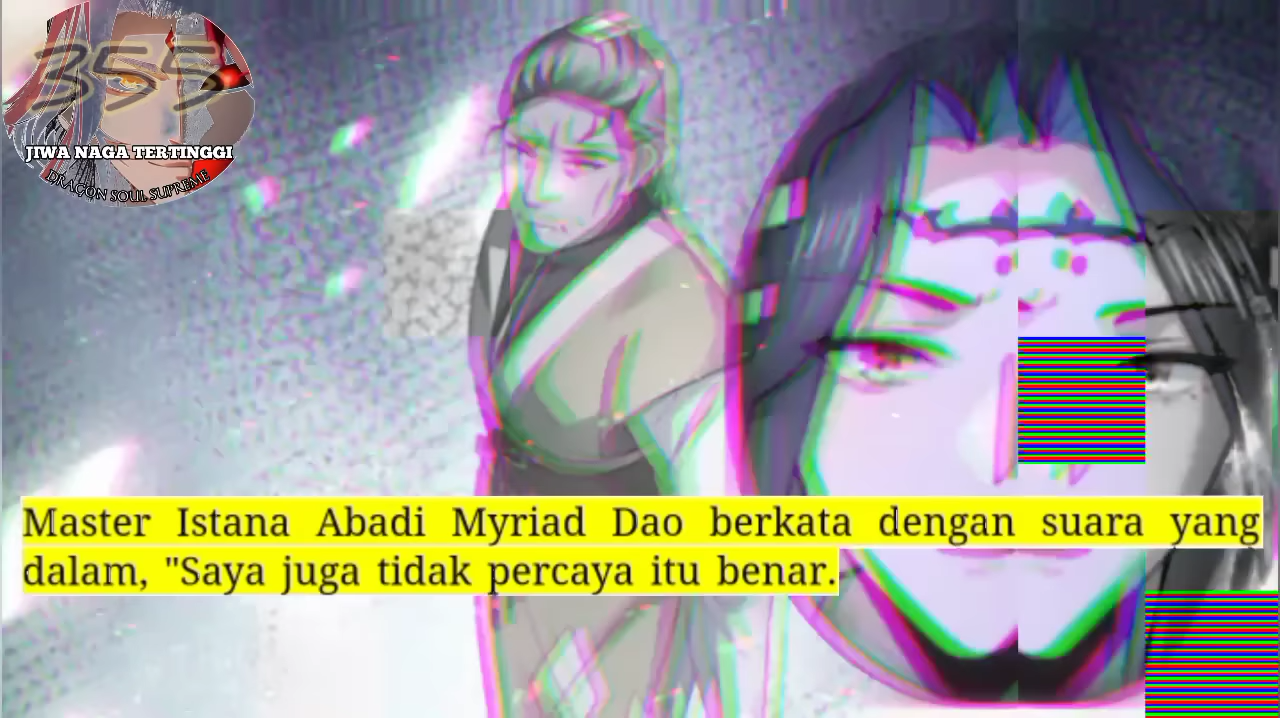 355
JIWA NAGA TERTINGGI
DRAGON SOUL SUPREME
Master Istana Abadi Myriad Dao berkata dengan suara yang
dalam, "Saya juga tidak percaya itu benar.